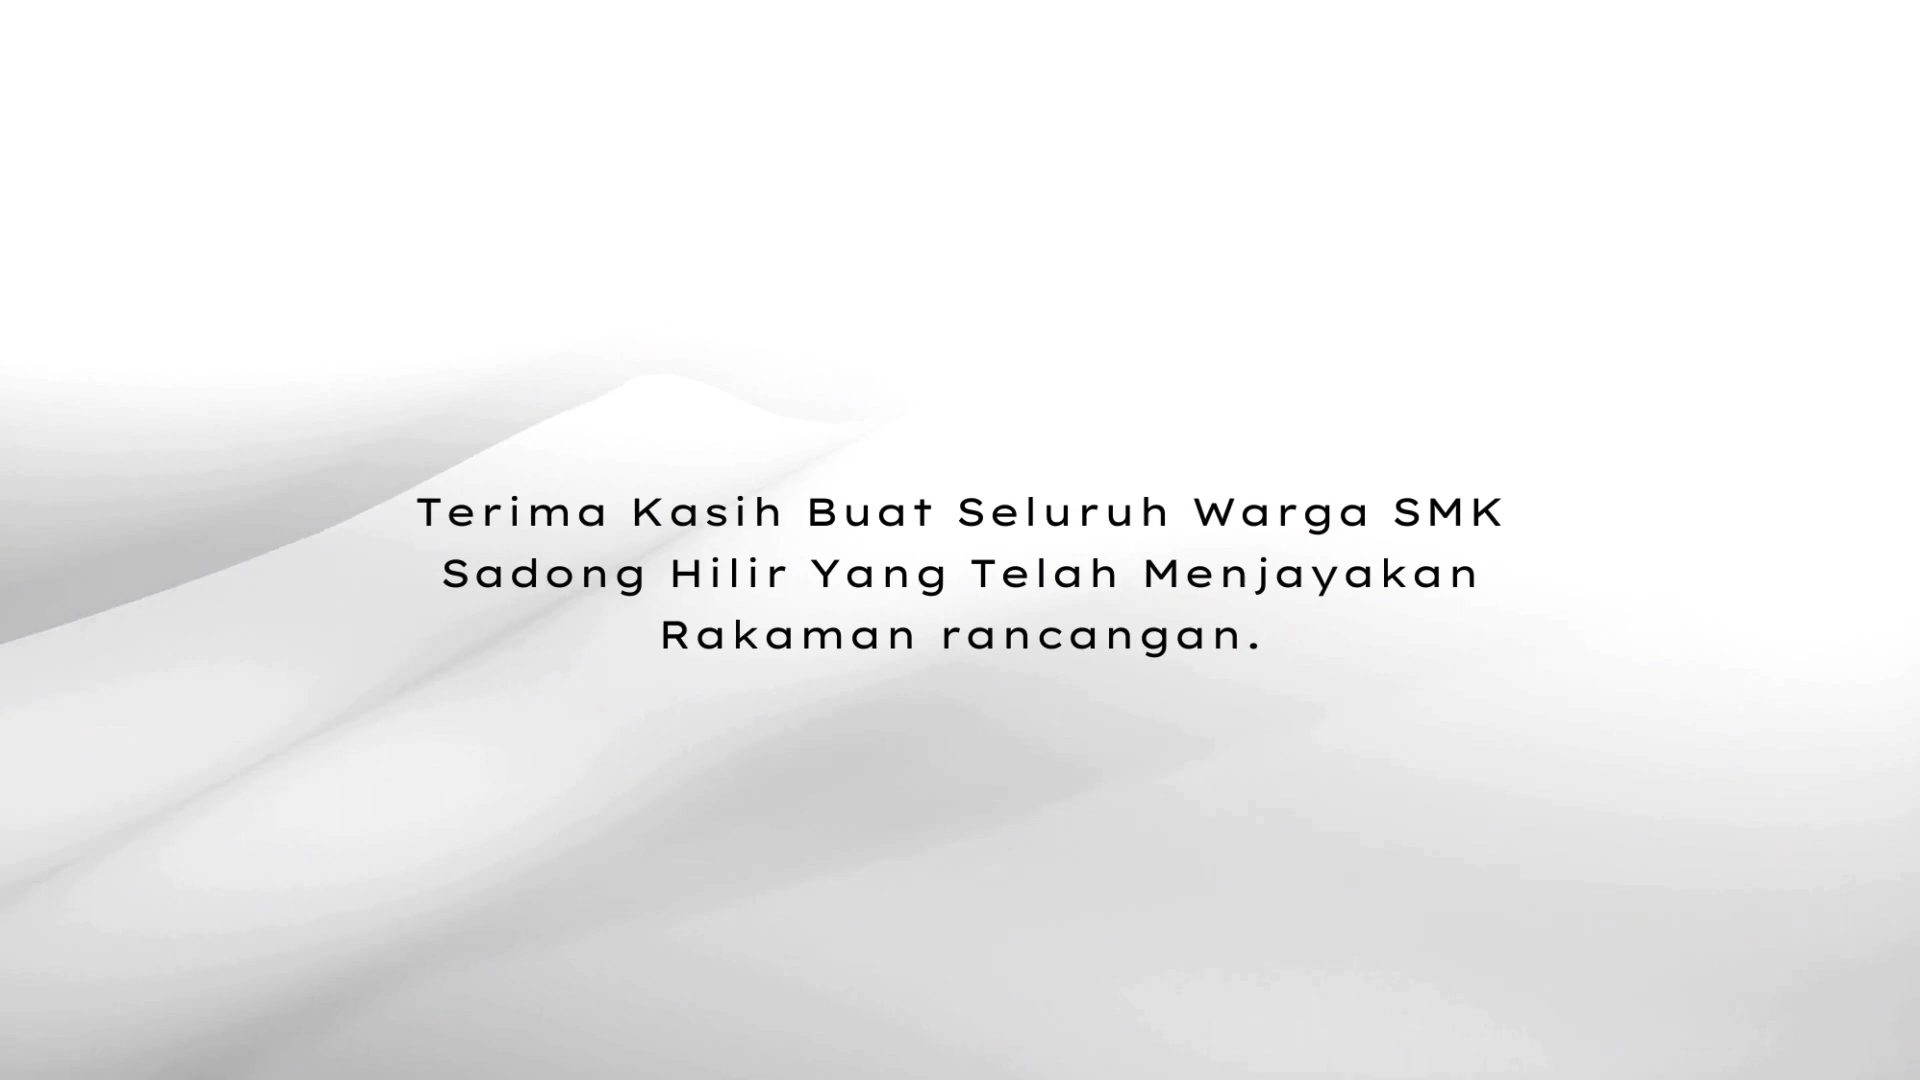 Terima Kasih Buat Seluruh Warga SMK
Sadong Hilir Yang Telah Menjayakan
Rakaman rancangan.